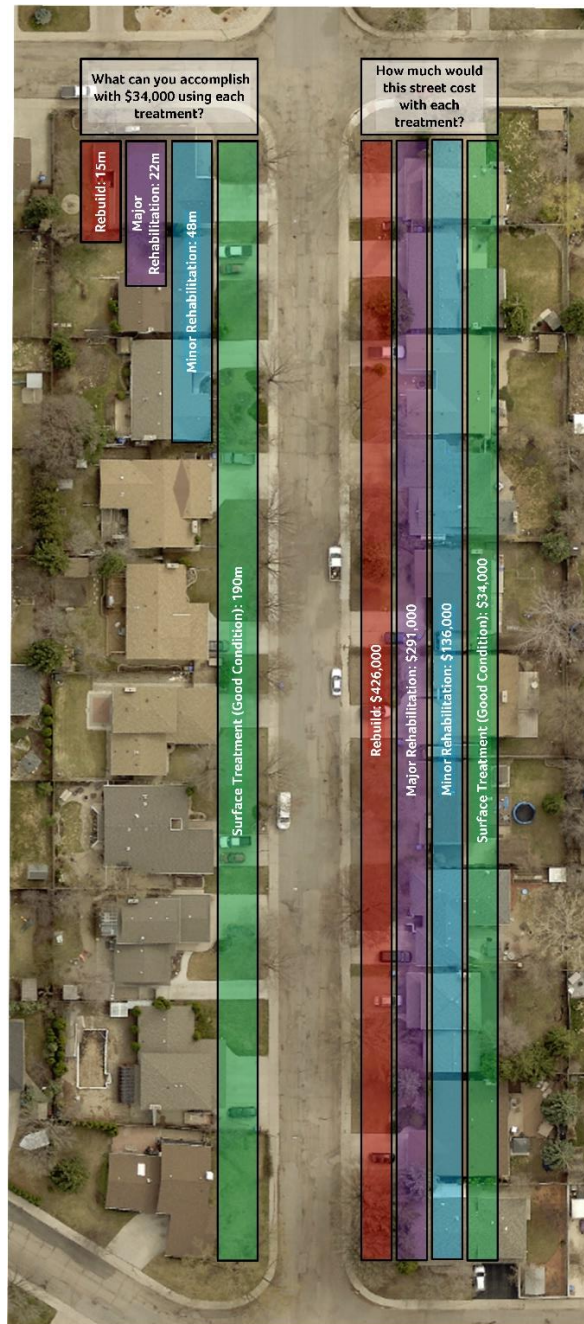 What can you accomplish
with $34,000 using each
treatment?
Rebuild: 15m
Major
Rehabilitation: 22m
Minor Rehabilitation: 48m
Surface Treatment (Good Condition): 190m
How much would
this street cost
with each
treatment?
Rebuild: $426,000
Major Rehabilitation: $291,000
Minor Rehabilitation: $136,000
Surface Treatment (Good Condition): $34,000